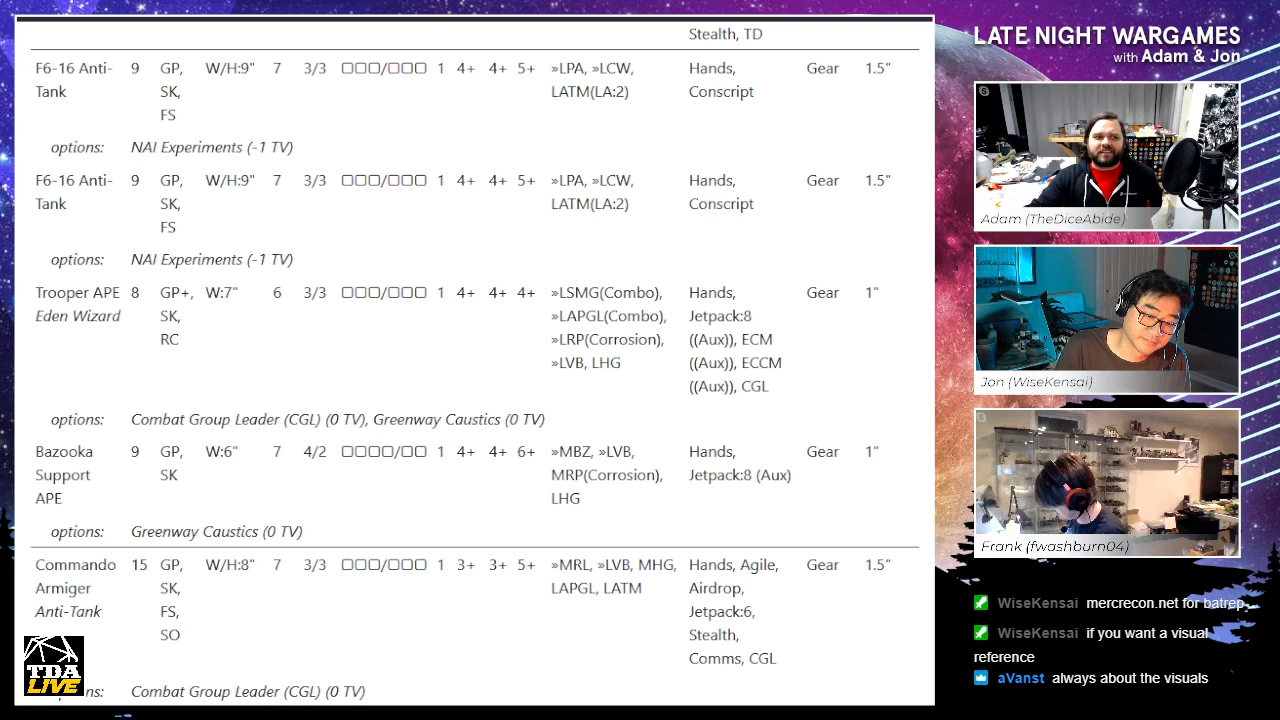 Stealth, TD
F6-16 Anti- 9 GP, W/H:9" 7 3/3 ☐☐☐/☐☐☐ 1 4+ 4+ 5+ »LPA, »LCW, Hands, Gear 1.5"
Tank SK, LATM(LA:2) Conscript
FS
options: NAI Experiments (-1 TV)
F6-16 Anti- 9 GP, W/H:9" 7 3/3 ☐☐☐/☐☐☐ 1 4+ 4+ 5+ »LPA, »LCW, Hands, Gear 1.5"
Tank SK, LATM(LA:2) Conscript
FS
options: NAI Experiments (-1 TV)
Trooper APE 8 GP+, W:7" 6 3/3 ☐☐☐/☐☐☐ 1 4+ 4+ 4+ »LSMG(Combo), Hands, Gear 1"
Eden Wizard SK, »LAPGL(Combo), Jetpack:8
RC »LRP(Corrosion), ((Aux)), ECM
»LVB, LHG ((Aux)), ECCM
((Aux)), CGL
options: Combat Group Leader (CGL) (0 TV), Greenway Caustics (0 TV)
Bazooka 9 GP, W:6" 7 4/2 ☐☐☐☐/☐☐ 1 4+ 4+ 6+ »MBZ, »LVB, Hands, Gear 1"
Support SK MRP(Corrosion), Jetpack:8 (Aux)
APE LHG
options: Greenway Caustics (0 TV)
Commando 15 GP, W/H:8" 7 3/3 ☐☐☐/☐☐☐ 1 3+ 3+ 5+ »MRL, »LVB, MHG, Hands, Agile, Gear 1.5"
Armiger SK, LAPGL, LATM Airdrop,
Anti-Tank FS, Jetpack:6,
SO Stealth,
Comms, CGL
ns: Combat Group Leader (CGL) (0 TV)
TDA
LIVE
LATE NIGHT WARGAMES
with Adam & Jon
Adam (TheDiceAbide)
Jon (WiseKensai)
Frank (fwashburn04)
WiseKensai mercrecon.net for batrep
WiseKensai if you want a visual
reference
aVanst always about the visuals